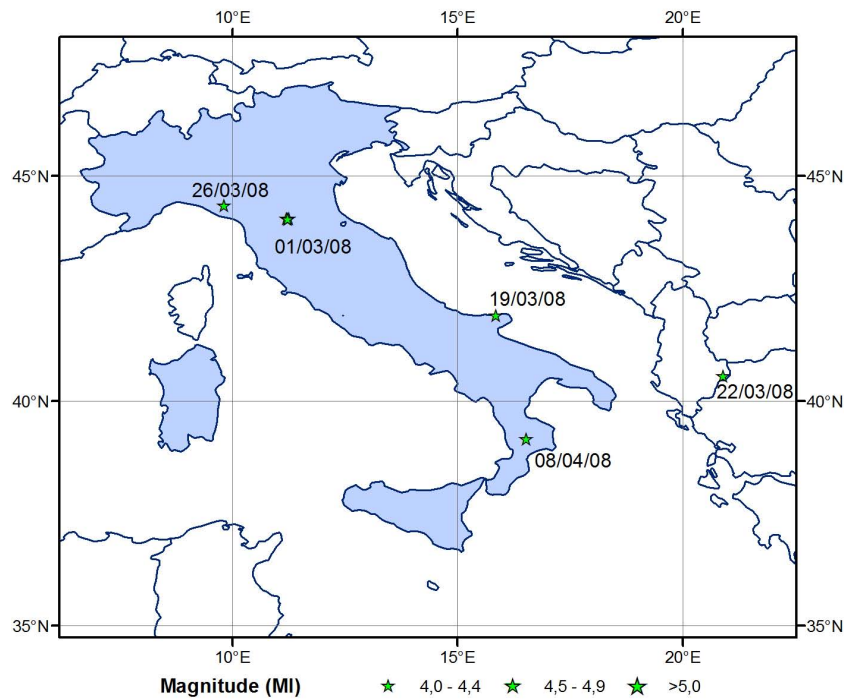 10°E 15°E 20°E
45°N 45°N
26/03/08
01/03/08
19/03/08
22/03/08
40°N 40°N
08/04/08
35°N 35°N
10°E 15°E 20°E
Magnitude (Ml) 4,0 - 4,4 4,5 - 4,9 >5,0